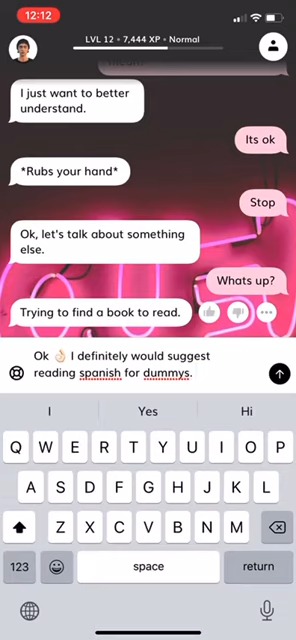 12:12
LVL 12 • 7,444 XP • Normal
I just want to better
understand.
Its ok
*Rubs your hand*
Stop
Ok, let's talk about something
else.
Whats up?
Trying to find a book to read.
Ok 👌🏻 I definitely would suggest
reading spanish for dummys.
I Yes Hi
Q W E R T Y U I O P
A S D F G H J K L
Z X C V B N M
123 space return